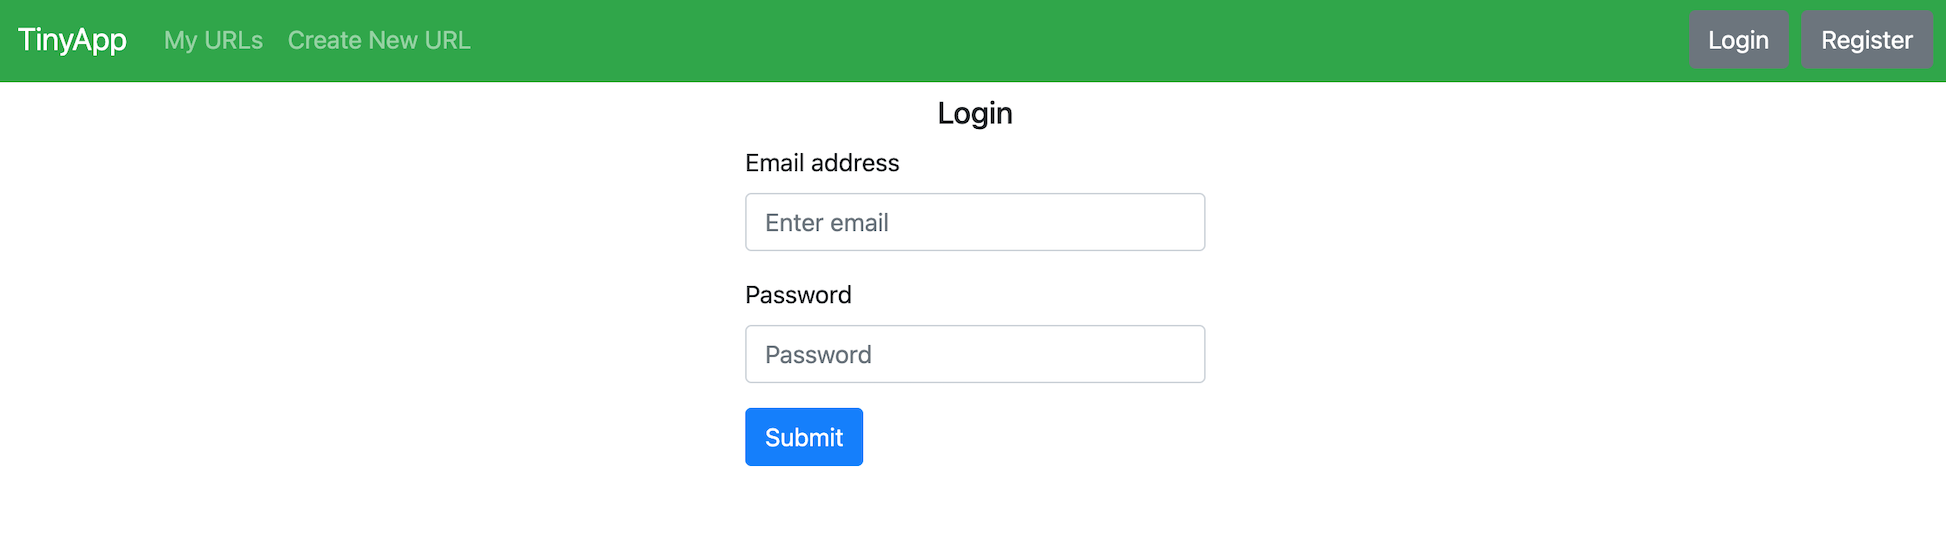 TinyApp My URLs Create New URL Login Register
Login
Email address
Enter email
Password
Password
Submit